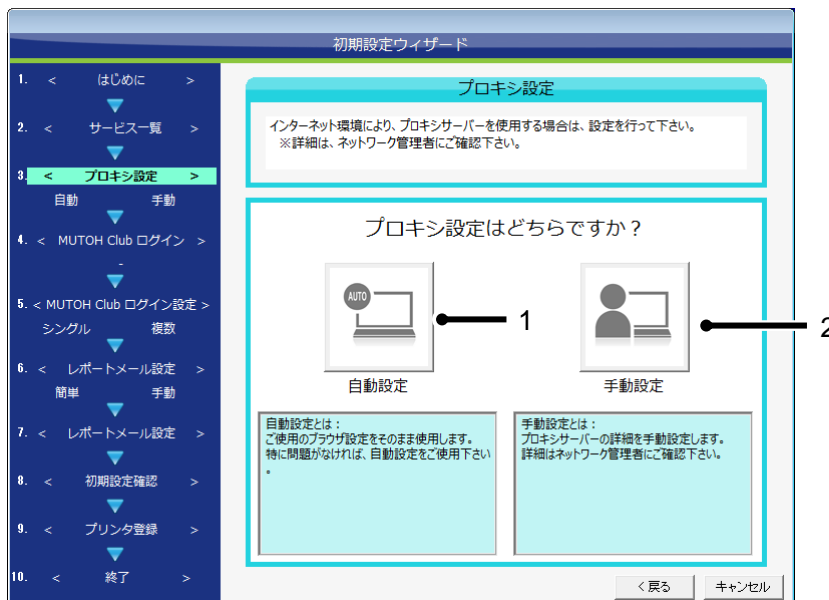 初期設定ウィザード
1. < はじめに >
2. < サービス一覧 >
3. < プロキシ設定 >
自動 手動
4. < MUTOH Club ログイン >
-
5. < MUTOH Club ログイン設定 >
シングル 複数
6. < レポートメール設定 >
簡単 手動
7. < レポートメール設定 >
8. < 初期設定確認 >
9. < プリンタ登録 >
10. < 終了 >
プロキシ設定
インターネット環境により、プロキシサーバーを使用する場合は、設定を行って下さい。
※詳細は、ネットワーク管理者にご確認下さい。
プロキシ設定はどちらですか？
AUTO
1
2
自動設定
手動設定
自動設定とは：
ご使用のブラウザ設定をそのまま使用します。
特に問題がなければ、自動設定をご使用下さい
。
手動設定とは：
プロキシサーバーの詳細を手動設定します。
詳細はネットワーク管理者にご確認下さい。
< 戻る
キャンセル